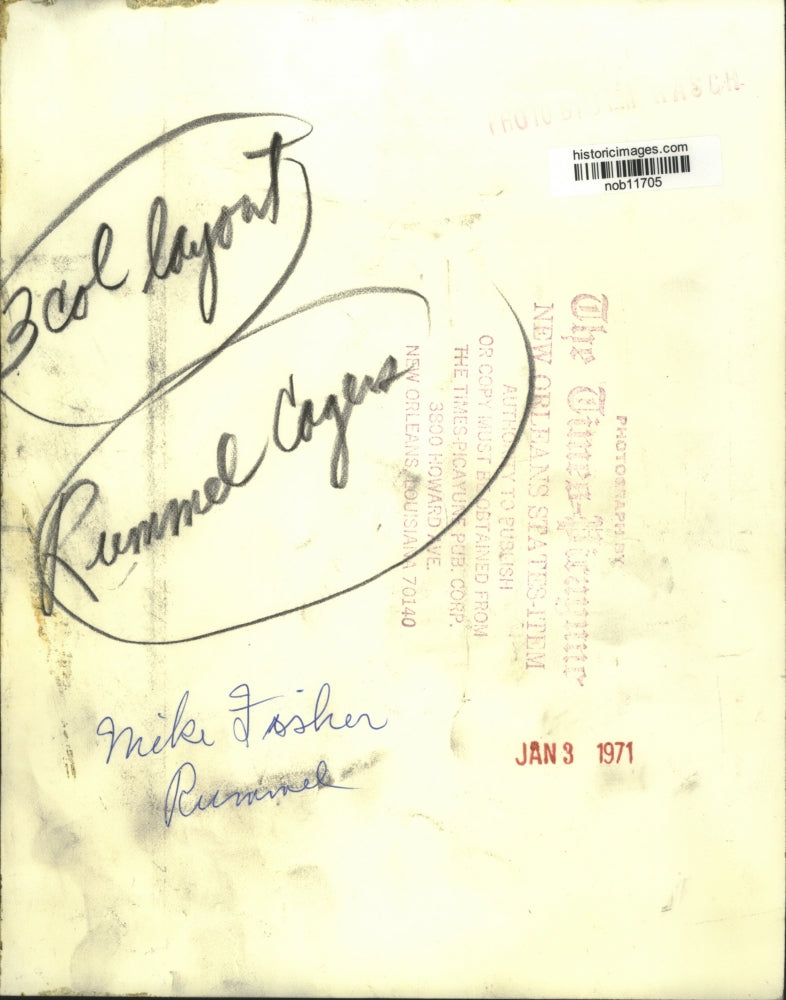 PHOTO BY
historicimages.com
nob11705
3 col layout
Rummel Cagers
PHOTOGRAPH BY
The Times-Picayune
NEW ORLEANS STATES-ITEM
AUTHORITY TO PUBLISH
OR COPY MUST BE OBTAINED FROM
THE TIMES-PICAYUNE PUB. CORP.
3800 HOWARD AVE.
NEW ORLEANS, LOUISIANA 70140
Mike Fisher
Rummel
JAN 3 1971